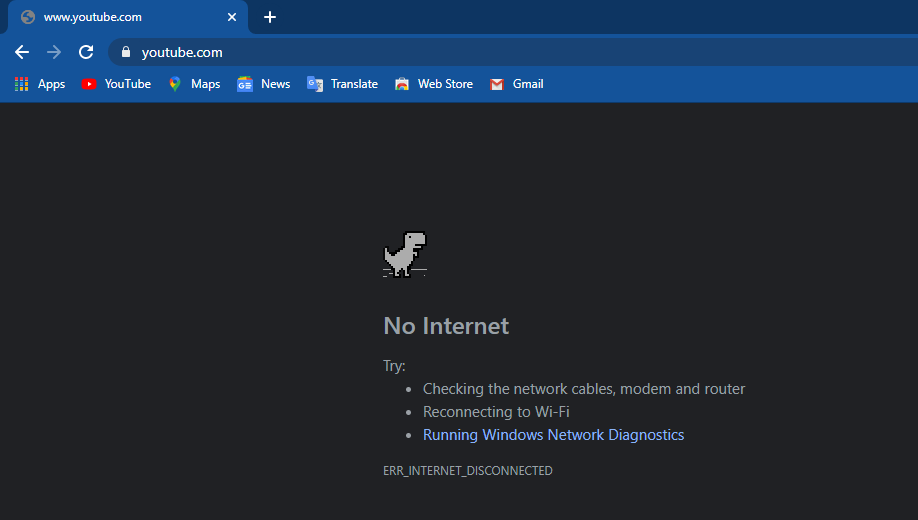 www.youtube.com
youtube.com
Apps YouTube Maps News Translate Web Store Gmail
No Internet
Try:
• Checking the network cables, modem and router
• Reconnecting to Wi-Fi
• Running Windows Network Diagnostics
ERR_INTERNET_DISCONNECTED